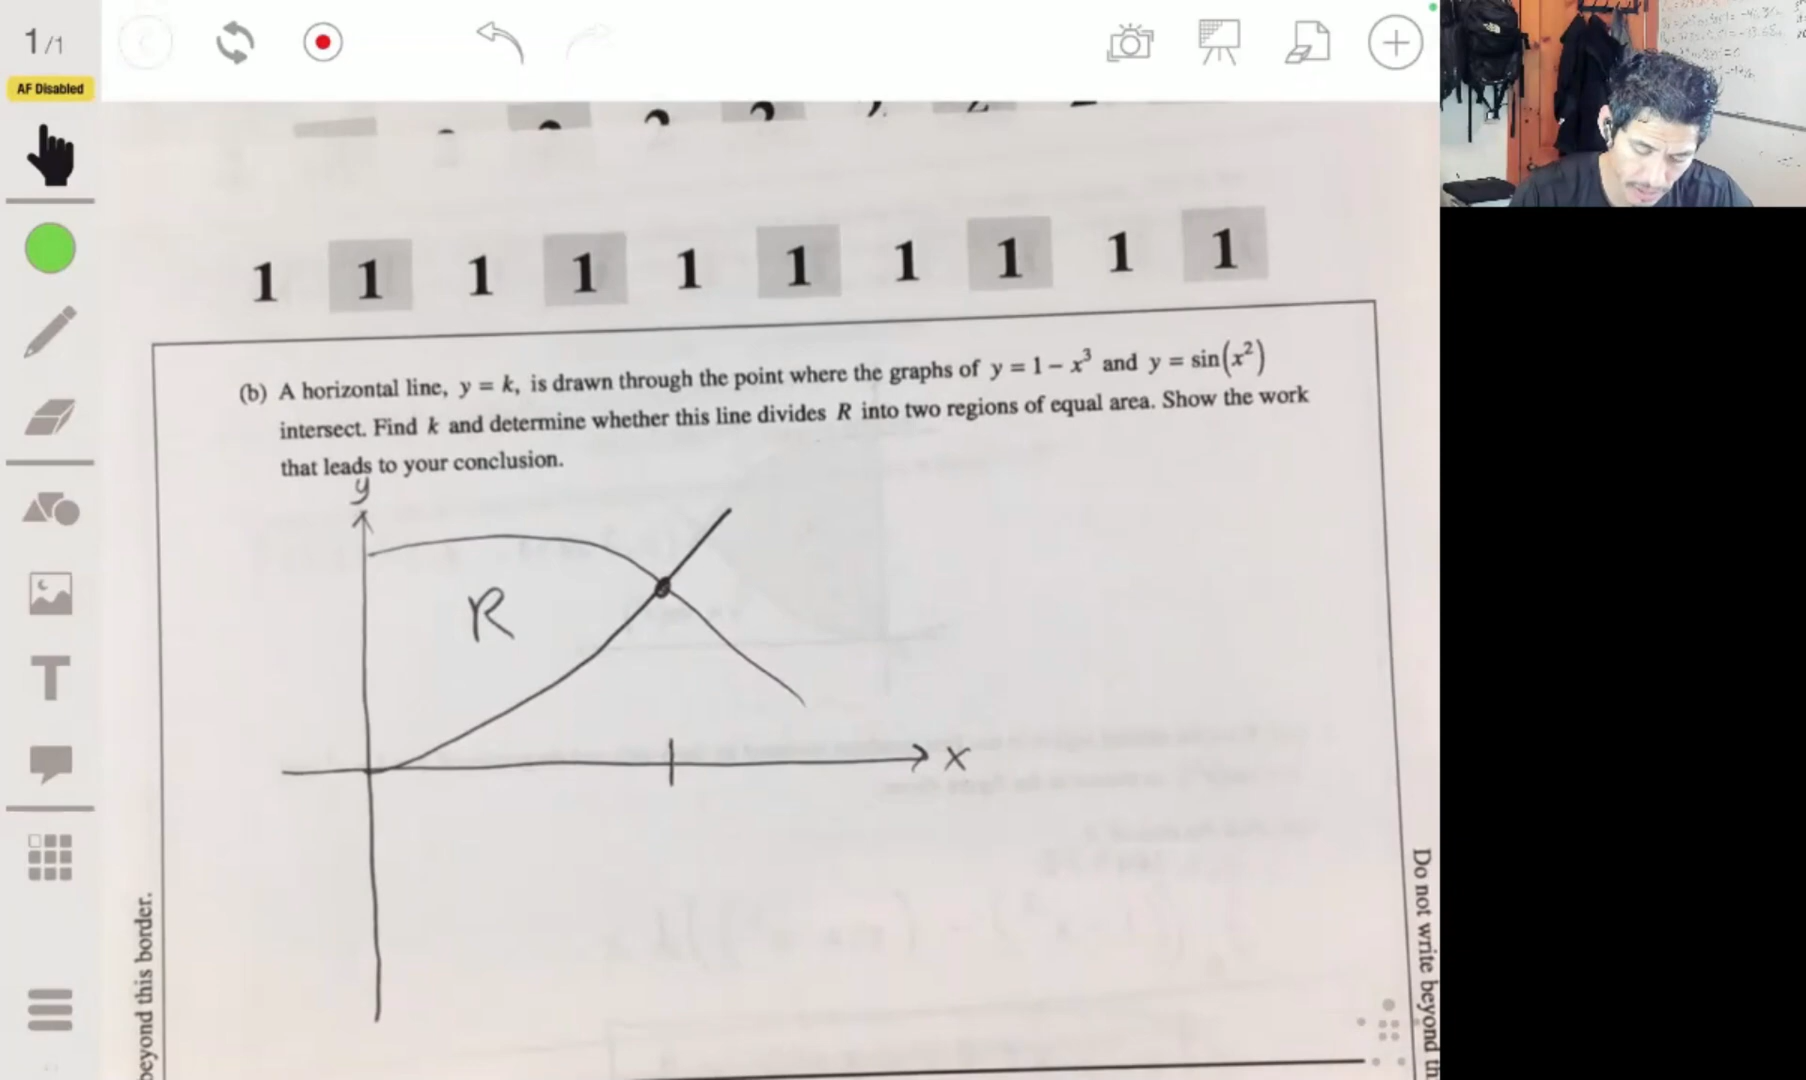 1/1
AF Disabled
T
1 1 1 1 1 1 1 1 1 1
(b) A horizontal line, y = k, is drawn through the point where the graphs of y = 1 − x³ and y = sin(x²)
intersect. Find k and determine whether this line divides R into two regions of equal area. Show the work
that leads to your conclusion.
y
R
x
beyond this border.
Do not write beyond th